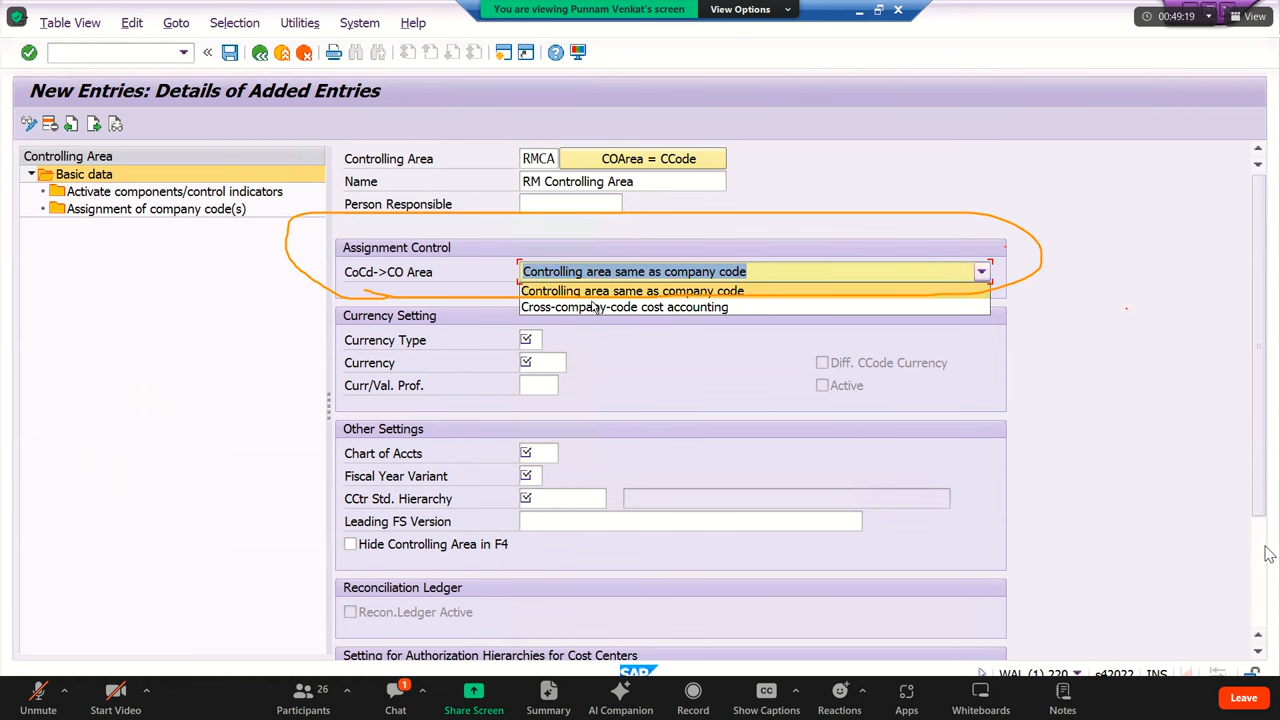 You are viewing Punnam Venkat's screen
View Options
Table View Edit Goto Selection Utilities System Help
00:49:19
View
New Entries: Details of Added Entries
Controlling Area
Basic data
Activate components/control indicators
Assignment of company code(s)
Controlling Area RMCA COArea = CCode
Name RM Controlling Area
Person Responsible
Assignment Control
CoCd->CO Area Controlling area same as company code
Controlling area same as company code
Cross-company-code cost accounting
Currency Setting
Currency Type
Currency Diff. CCode Currency
Curr/Val. Prof. Active
Other Settings
Chart of Accts
Fiscal Year Variant
CCtr Std. Hierarchy
Leading FS Version
Hide Controlling Area in F4
Reconciliation Ledger
Recon.Ledger Active
Setting for Authorization Hierarchies for Cost Centers
SAP
WAL (1) 220 s42022 INS
Unmute Start Video 26 Participants 1 Chat Share Screen Summary AI Companion Record CC Show Captions Reactions Apps Whiteboards Notes Leave